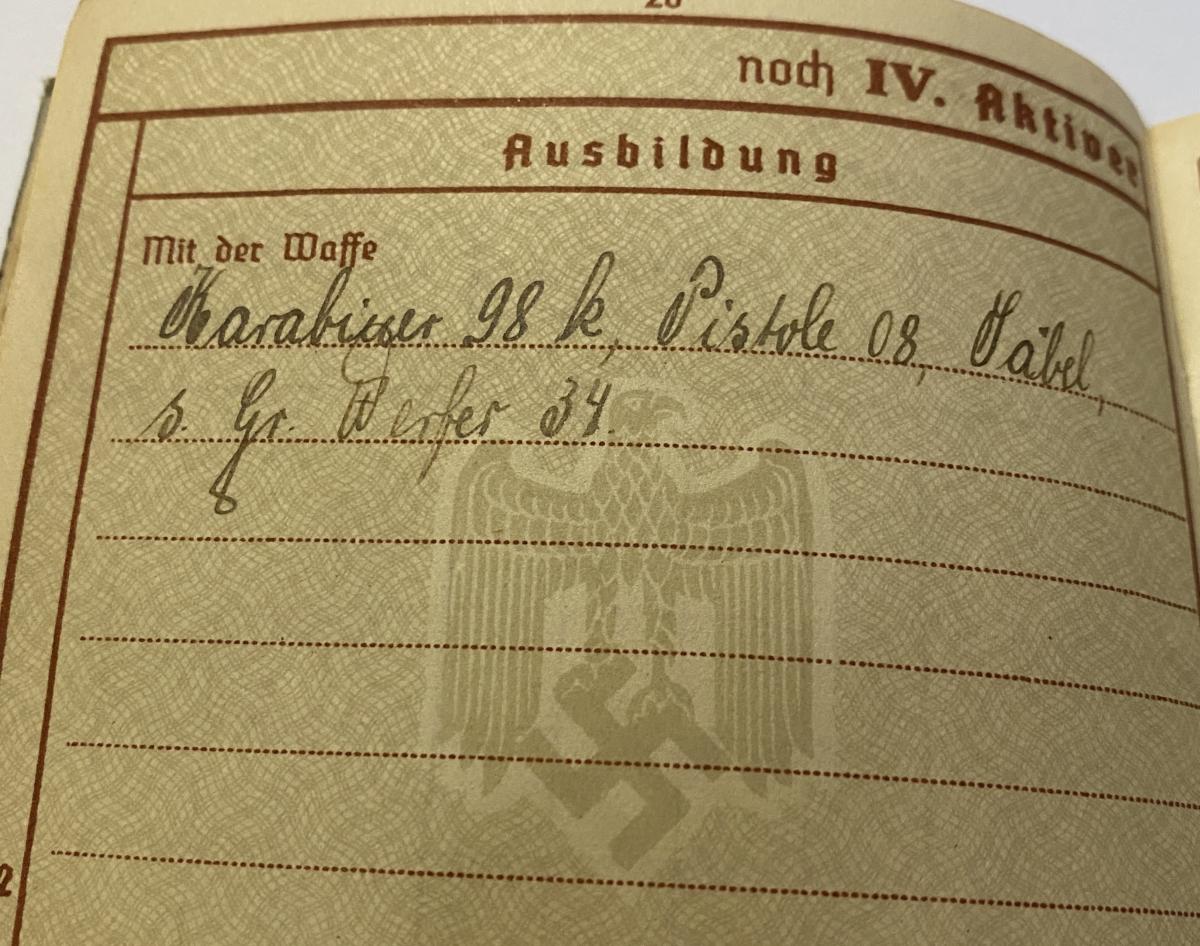 noch IV. Aktiver
Ausbildung
Mit der Waffe
Karabiner 98 k, Pistole 08, Säbel,
s. Gr. Werfer 34.